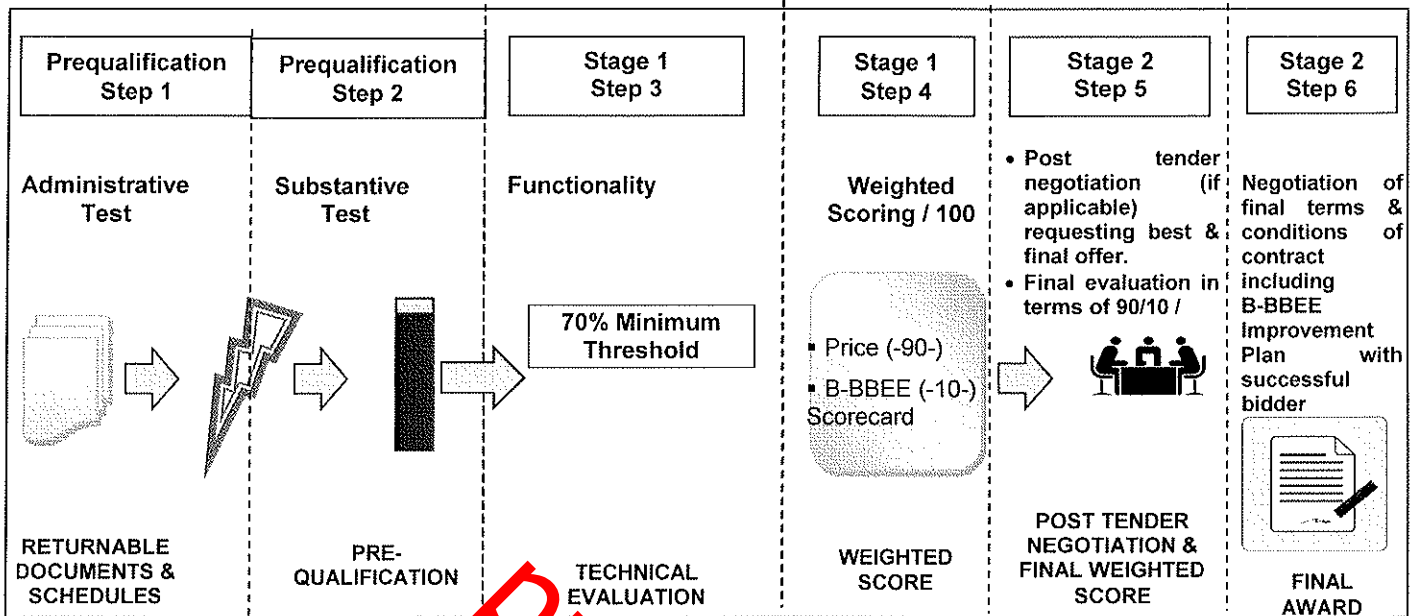 Prequalification
Step 1
Prequalification
Step 2
Stage 1
Step 3
Stage 1
Step 4
Stage 2
Step 5
Stage 2
Step 6
Administrative
Test
Substantive
Test
Functionality
Weighted
Scoring / 100
• Post tender
negotiation (if
applicable)
requesting best &
final offer.
• Final evaluation in
terms of 90/10 /
Negotiation of
final terms &
conditions of
contract
including
B-BBEE
Improvement
Plan with
successful
bidder
70% Minimum
Threshold
▪ Price (-90-)
▪ B-BBEE (-10-)
Scorecard
RETURNABLE
DOCUMENTS &
SCHEDULES
PRE-
QUALIFICATION
TECHNICAL
EVALUATION
WEIGHTED
SCORE
POST TENDER
NEGOTIATION &
FINAL WEIGHTED
SCORE
FINAL
AWARD